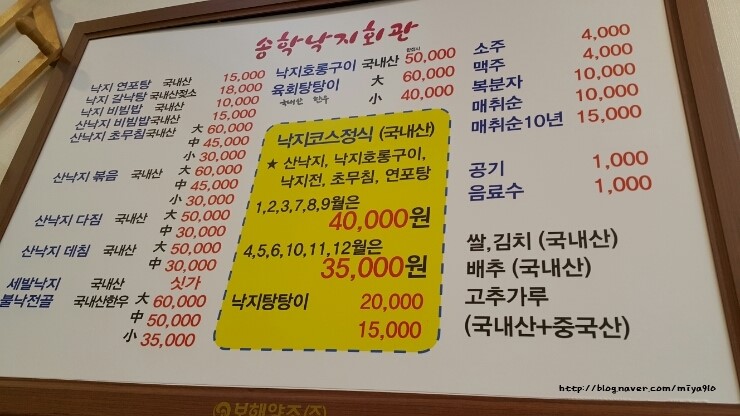 송학낙지회관
낙지 연포탕 국내산 15,000
낙지 갈낙탕 국내산젖소 18,000
낙지 비빔밥 국내산 10,000
산낙지 비빔밥 국내산 15,000
산낙지 초무침 국내산 大 60,000
中 45,000
小 30,000
산낙지 볶음 국내산 大 60,000
中 45,000
小 30,000
산낙지 다짐 국내산 大 50,000
中 30,000
산낙지 데침 국내산 大 50,000
中 30,000
세발낙지 국내산 싯가
불낙전골 국내산한우 大 60,000
中 50,000
小 35,000
낙지호롱구이 국내산 50,000
육회탕탕이 大 60,000
국내산 한우 小 40,000
낙지코스정식 (국내산)
★ 산낙지, 낙지호롱구이,
낙지전, 초무침, 연포탕
1,2,3,7,8,9월은
40,000원
4,5,6,10,11,12월은
35,000원
낙지탕탕이 20,000
15,000
소주 4,000
맥주 4,000
복분자 10,000
매취순 10,000
매취순10년 15,000
공기 1,000
음료수 1,000
쌀,김치 (국내산)
배추 (국내산)
고추가루
(국내산+중국산)
보해양조(주)
http://blog.naver.com/miya910